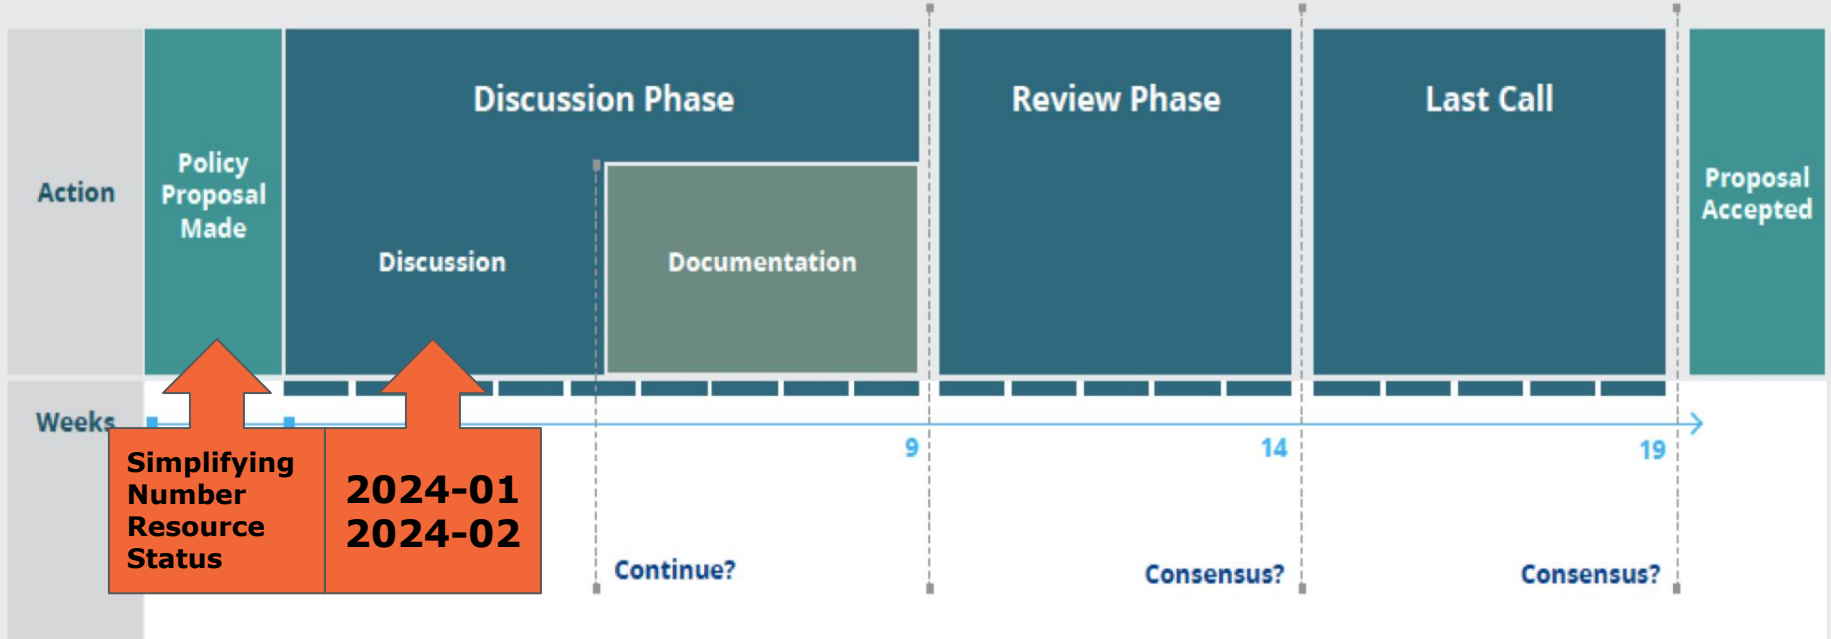 Action
Policy
Proposal
Made
Discussion Phase
Discussion
Documentation
Review Phase
Last Call
Proposal
Accepted
Weeks
9
14
19
Simplifying
Number
Resource
Status
2024-01
2024-02
Continue?
Consensus?
Consensus?